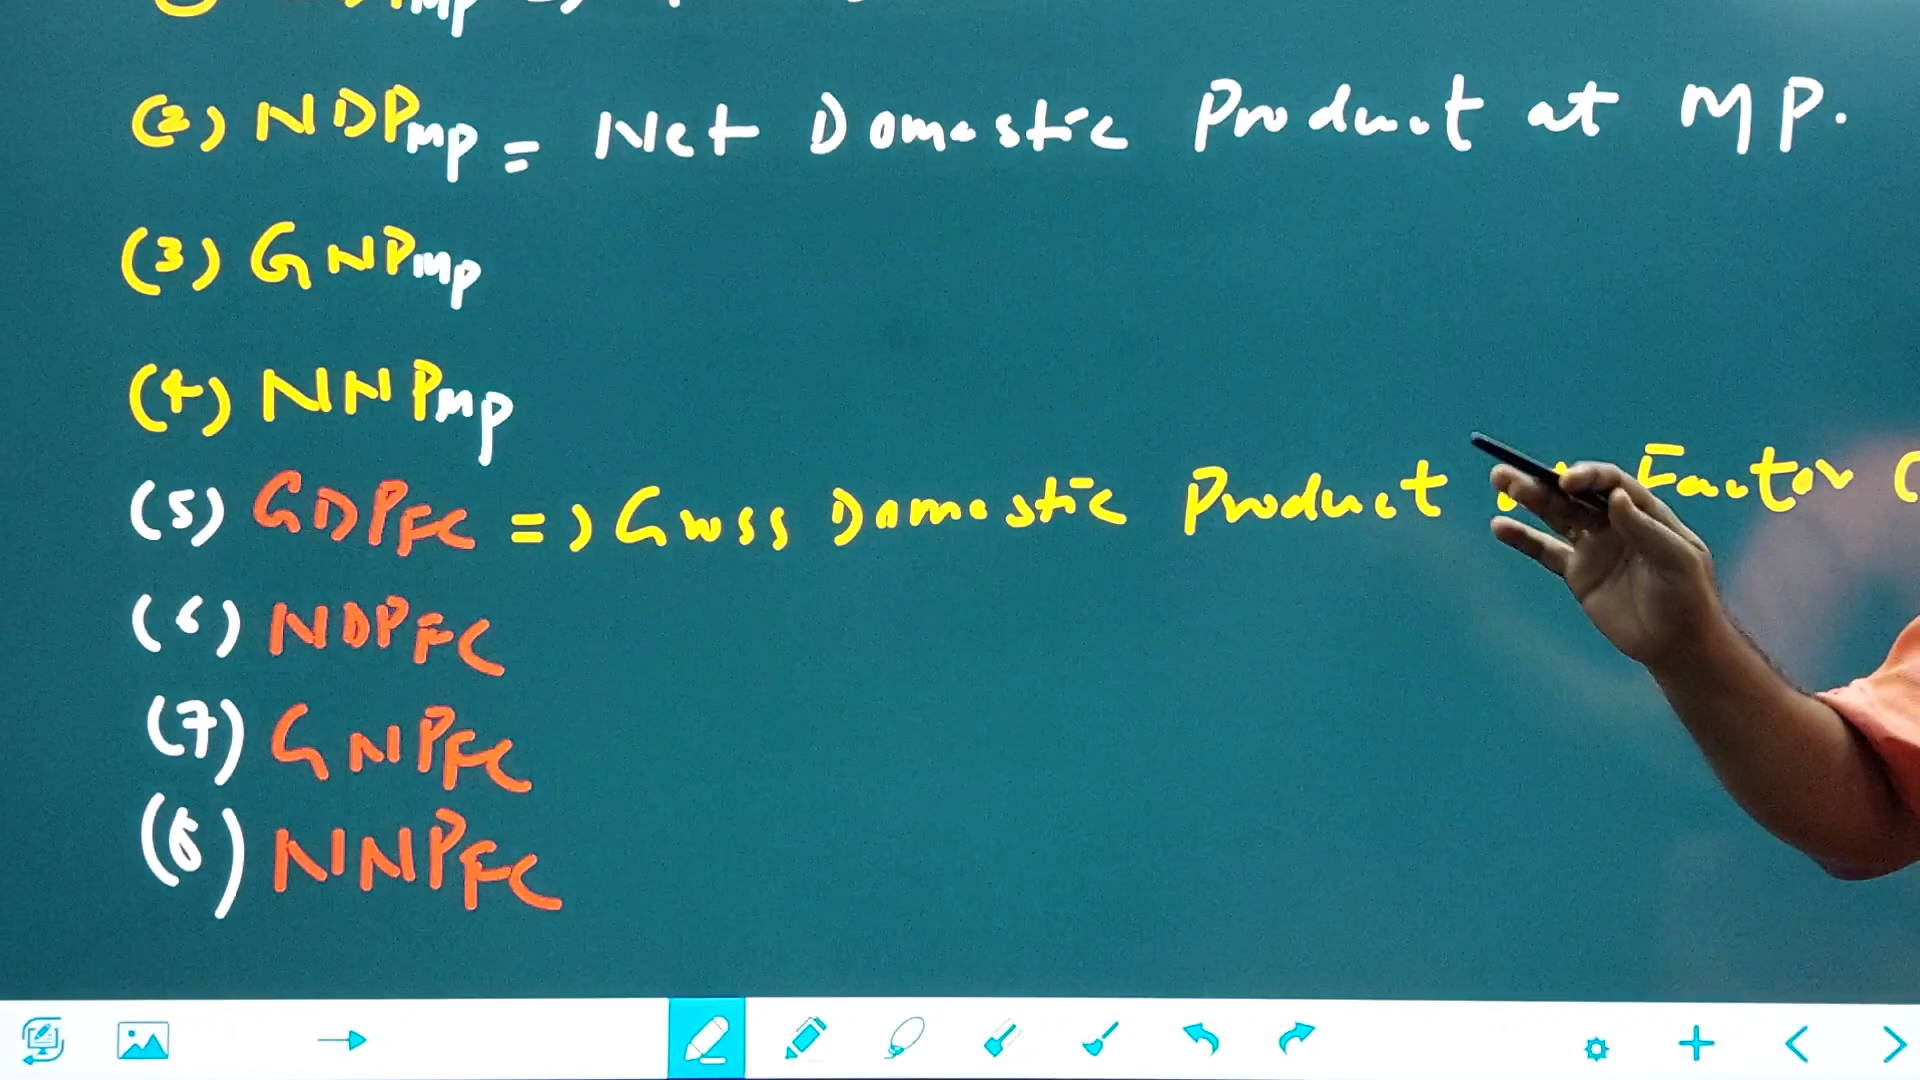 MP
(2) NDPMP = Net Domestic Product at MP.
(3) GNPMP
(4) NNPMP
(5) GDPFC => Gross Domestic Product Factor
(6) NDPFC
(7) GNPFC
(8) NNPFC